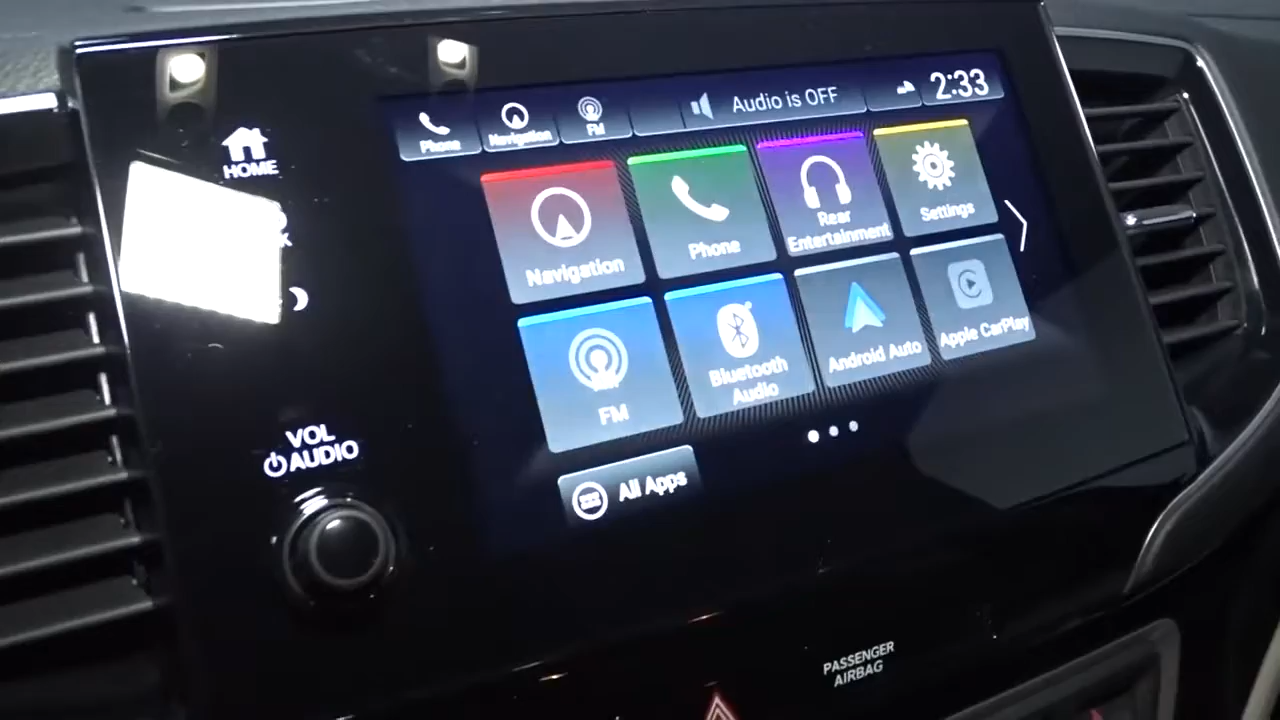 Phone
Navigation
FM
Audio is OFF
2:33
HOME
Navigation
Phone
Rear
Entertainment
Settings
FM
Bluetooth
Audio
Android Auto
Apple CarPlay
All Apps
VOL
AUDIO
PASSENGER
AIRBAG